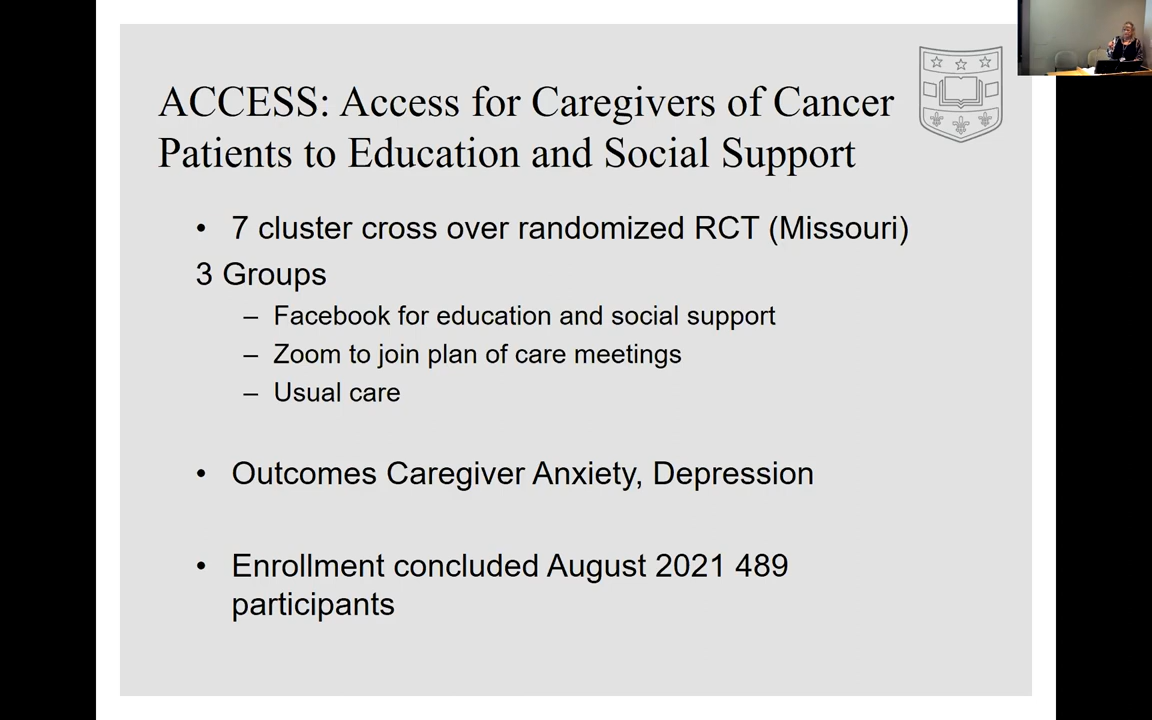 ACCESS: Access for Caregivers of Cancer
Patients to Education and Social Support
• 7 cluster cross over randomized RCT (Missouri)
3 Groups
– Facebook for education and social support
– Zoom to join plan of care meetings
– Usual care
• Outcomes Caregiver Anxiety, Depression
• Enrollment concluded August 2021 489
participants